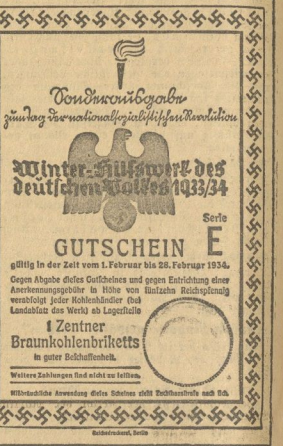 Sonderausgabe
zum Tag der nationalsozialistischen Revolution
Winter-Hilfswerk des
deutschen Volkes 1933/34
Serie
GUTSCHEIN E
gültig in der Zeit vom 1. Februar bis 28. Februar 1934.
Gegen Abgabe dieses Gutscheines und gegen Entrichtung einer
Anerkennungsgebühr in Höhe von fünfzehn Reichspfennig
verabfolgt jeder Kohlenhändler (bei
Landabsatz das Werk) ab Lagerstelle
1 Zentner
Braunkohlenbriketts
in guter Beschaffenheit.
Weitere Zahlungen sind nicht zu leisten.
Mißbräuchliche Anwendung dieses Scheines zieht Zuchthausstrafe nach sich.
Reichsdruckerei, Berlin